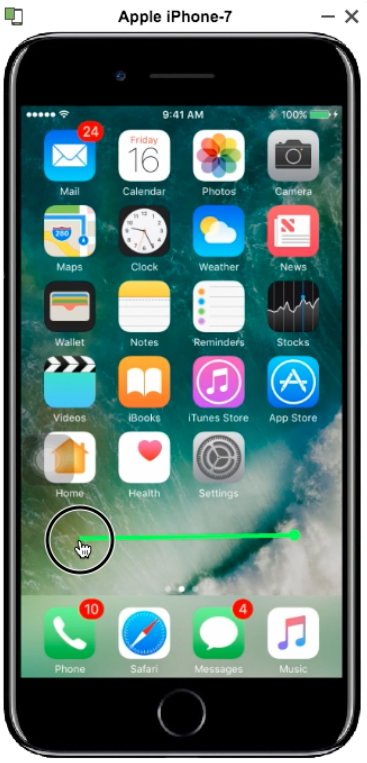 Apple iPhone-7
9:41 AM 100%
24
Friday
16
Mail Calendar Photos Camera
280
Maps Clock Weather News
Wallet Notes Reminders Stocks
Videos iBooks iTunes Store App Store
Home Health Settings
10 4
Phone Safari Messages Music